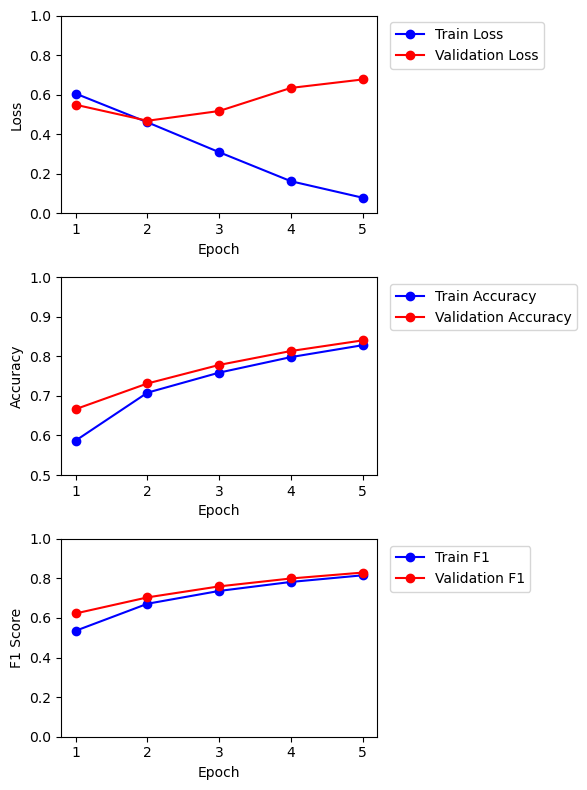 1.0
0.8
0.6
0.4
0.2
0.0
Loss
1 2 3 4 5
Epoch
Train Loss
Validation Loss
1.0
0.9
0.8
0.7
0.6
0.5
Accuracy
1 2 3 4 5
Epoch
Train Accuracy
Validation Accuracy
1.0
0.8
0.6
0.4
0.2
0.0
F1 Score
1 2 3 4 5
Epoch
Train F1
Validation F1